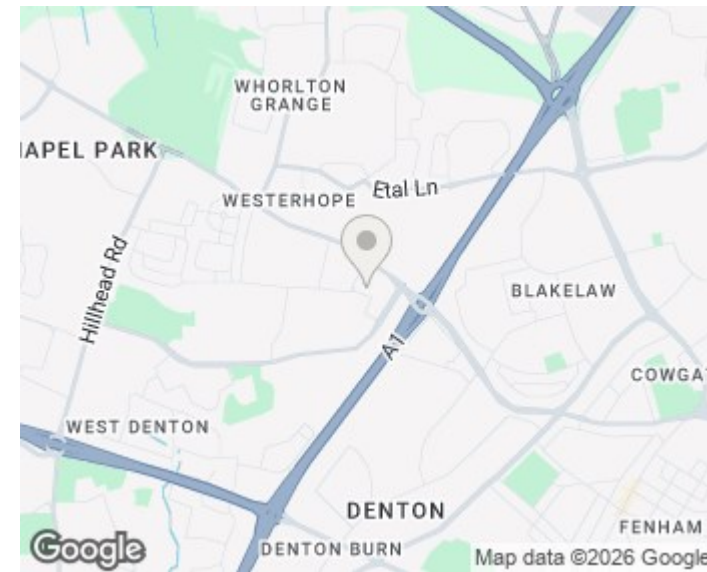 WHORLTON
GRANGE
HAPEL PARK
Etal Ln
WESTERHOPE
Hillhead Rd
BLAKELAW
A1
COWGA
WEST DENTON
DENTON
FENHAM
DENTON BURN
Google
Map data ©2026 Google